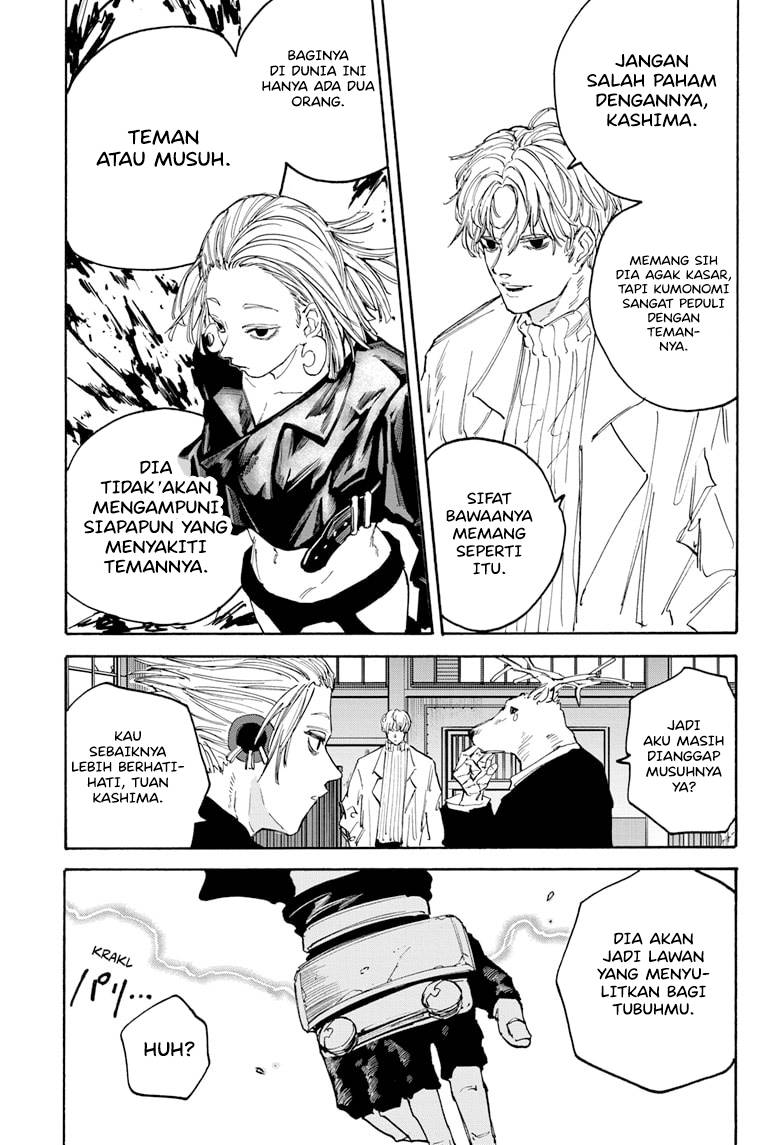 JANGAN
SALAH PAHAM
DENGANNYA,
KASHIMA.
MEMANG SIH
DIA AGAK KASAR,
TAPI KUMONOMI
SANGAT PEDULI
DENGAN
TEMAN-
NYA.
SIFAT
BAWAANYA
MEMANG
SEPERTI
ITU.
BAGINYA
DI DUNIA INI
HANYA ADA DUA
ORANG.
TEMAN
ATAU MUSUH.
DIA
TIDAK 'AKAN
MENGAMPUNI
SIAPAPUN YANG
MENYAKITI
TEMANNYA.
JADI
AKU MASIH
DIANGGAP
MUSUHNYA
YA?
KAU
SEBAIKNYA
LEBIH BERHATI-
HATI, TUAN
KASHIMA.
DIA AKAN
JADI LAWAN
YANG MENYU-
LITKAN BAGI
TUBUHMU.
KRAKL
パリ...
HUH?